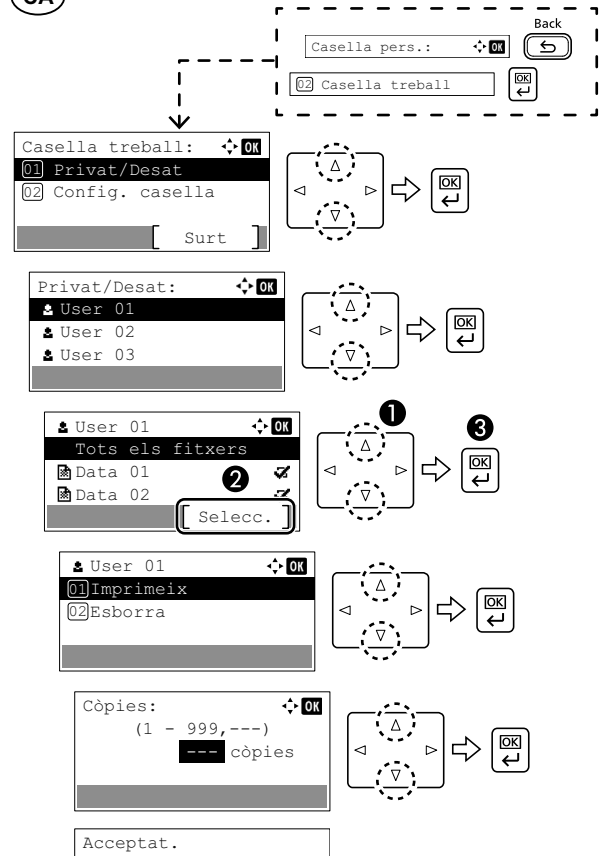 CA
Back
Casella pers.: OK
OK
02 Casella treball
Casella treball: OK
01 Privat/Desat
02 Config. casella
[ Surt ]
OK
Privat/Desat: OK
User 01
User 02
User 03
OK
User 01 OK
Tots els fitxers
Data 01
Data 02
[ Selecc. ]
2
1
3
OK
User 01 OK
01 Imprimeix
02 Esborra
OK
Còpies: OK
(1 - 999,---)
--- còpies
OK
Acceptat.